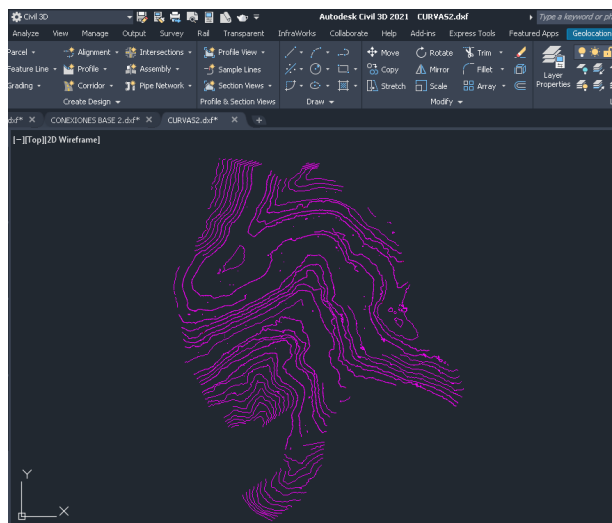 Civil 3D
Autodesk Civil 3D 2021 CURVAS2.dxf
Type a keyword or ph
Analyze View Manage Output Survey Rail Transparent InfraWorks Collaborate Help Add-ins Express Tools Featured Apps Geolocation
Parcel Alignment Intersections Profile View Move Rotate Trim
Feature Line Profile Assembly Sample Lines Copy Mirror Fillet
Grading Corridor Pipe Network Section Views Stretch Scale Array
Layer
Properties
Create Design Profile & Section Views Draw Modify
dxf* CONEXIONES BASE 2.dxf* CURVAS2.dxf*
[−][Top][2D Wireframe]
Y
X